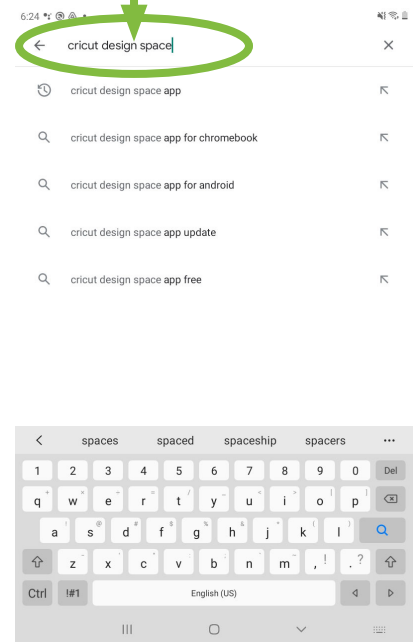 6:24
cricut design space
cricut design space app
cricut design space app for chromebook
cricut design space app for android
cricut design space app update
cricut design space app free
spaces spaced spaceship spacers
1 2 3 4 5 6 7 8 9 0 Del
q w e r t y u i o p
a s d f g h j k l
z x c v b n m , ! . ?
Ctrl !#1 English (US)